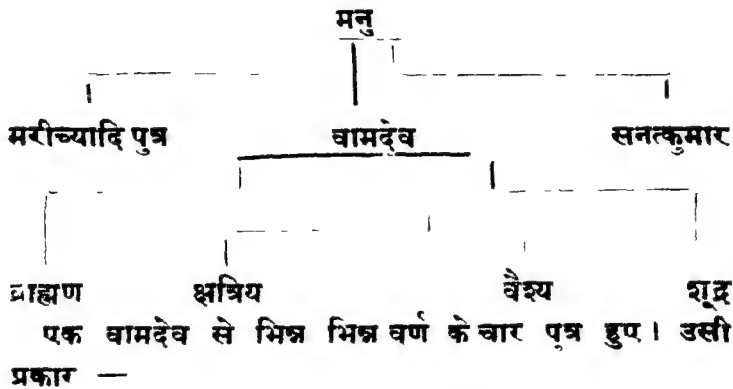 मनु
मरीच्यादि पुत्र वामदेव सनत्कुमार
ब्राह्मण क्षत्रिय वैश्य शूद्र
एक वामदेव से भिन्न भिन्न वर्ण के चार पुत्र हुए। उसी
प्रकार —